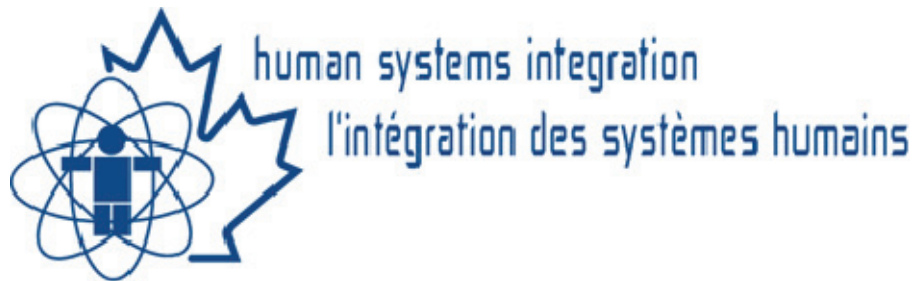 human systems integration
l'intégration des systèmes humains